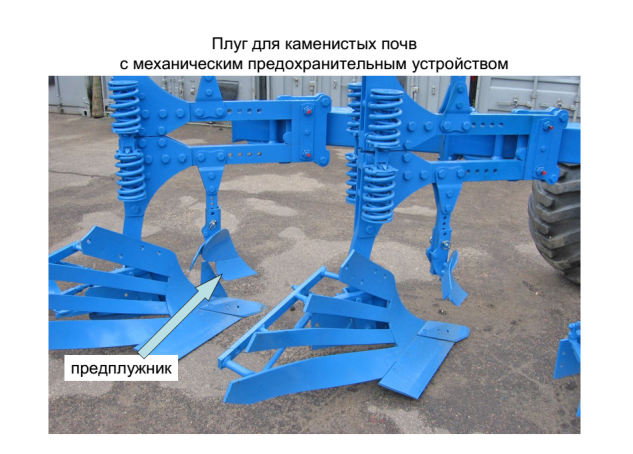 Плуг для каменистых почв
с механическим предохранительным устройством
предплужник